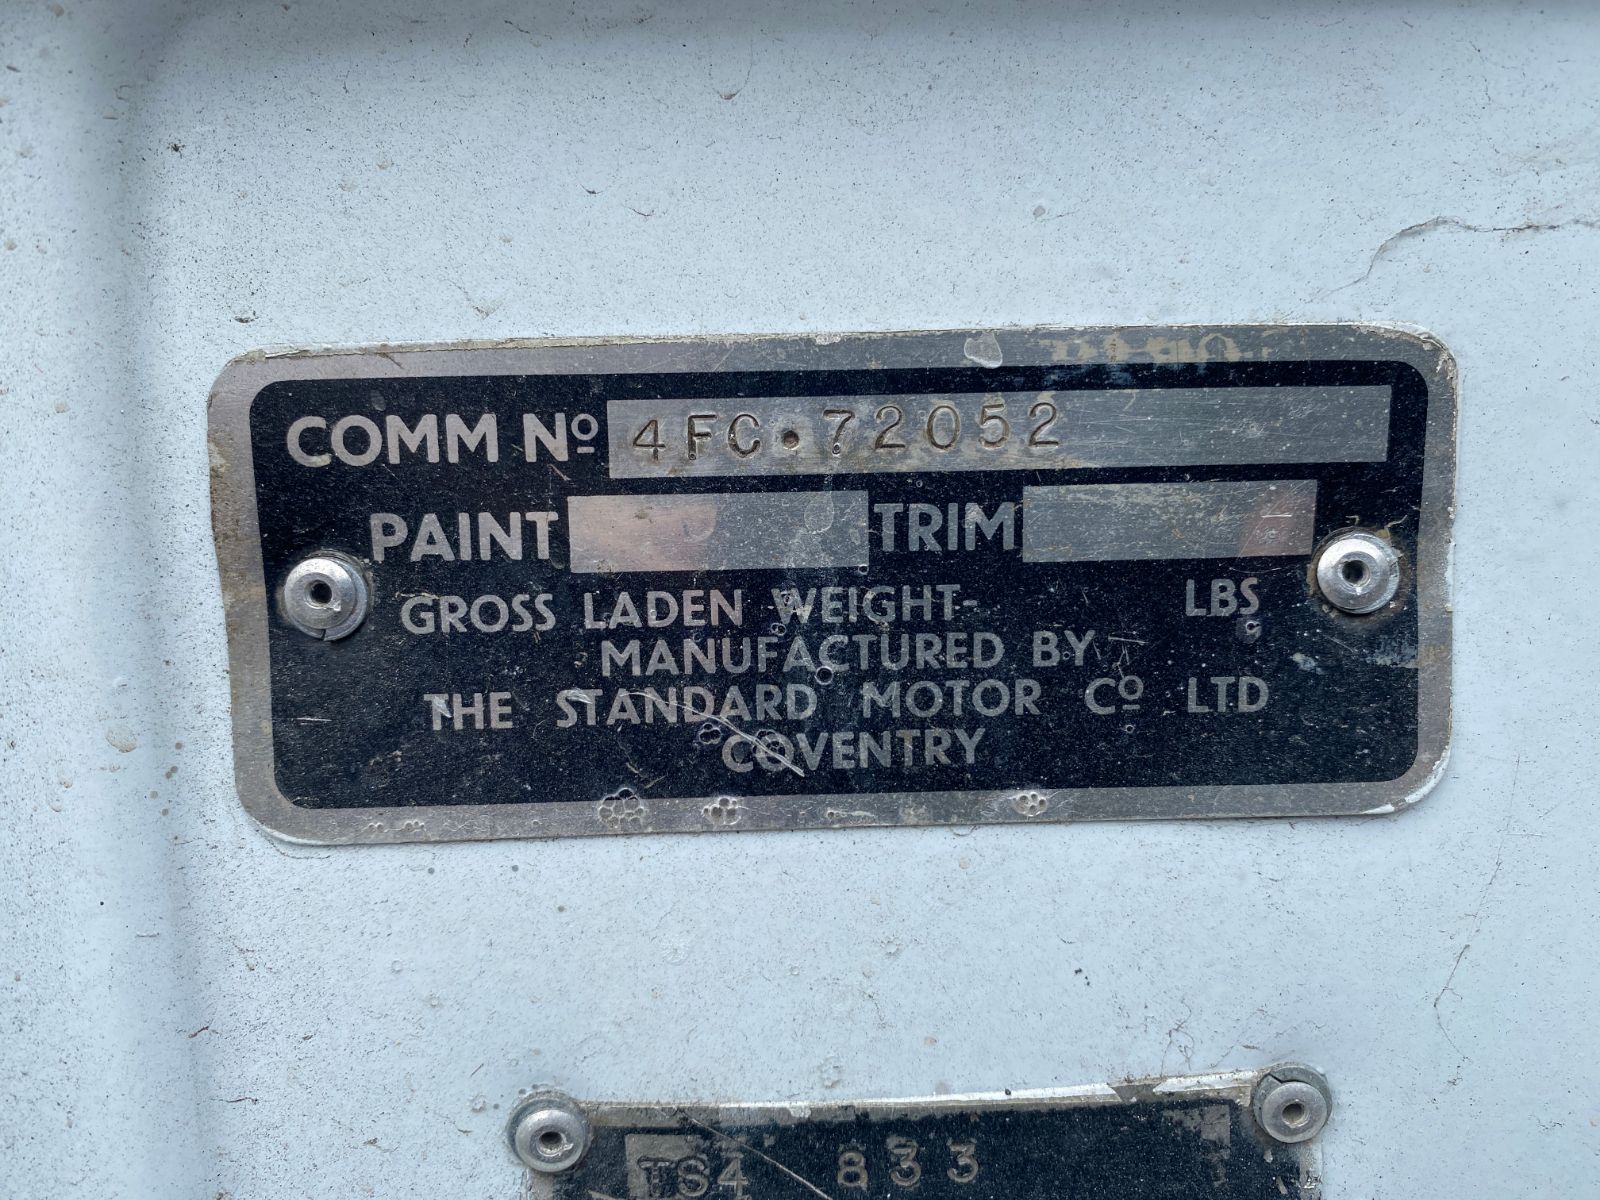 COMM Nº 4FC•72052
PAINT TRIM
GROSS LADEN WEIGHT- LBS
MANUFACTURED BY
THE STANDARD MOTOR Cº LTD
COVENTRY
TS4 833